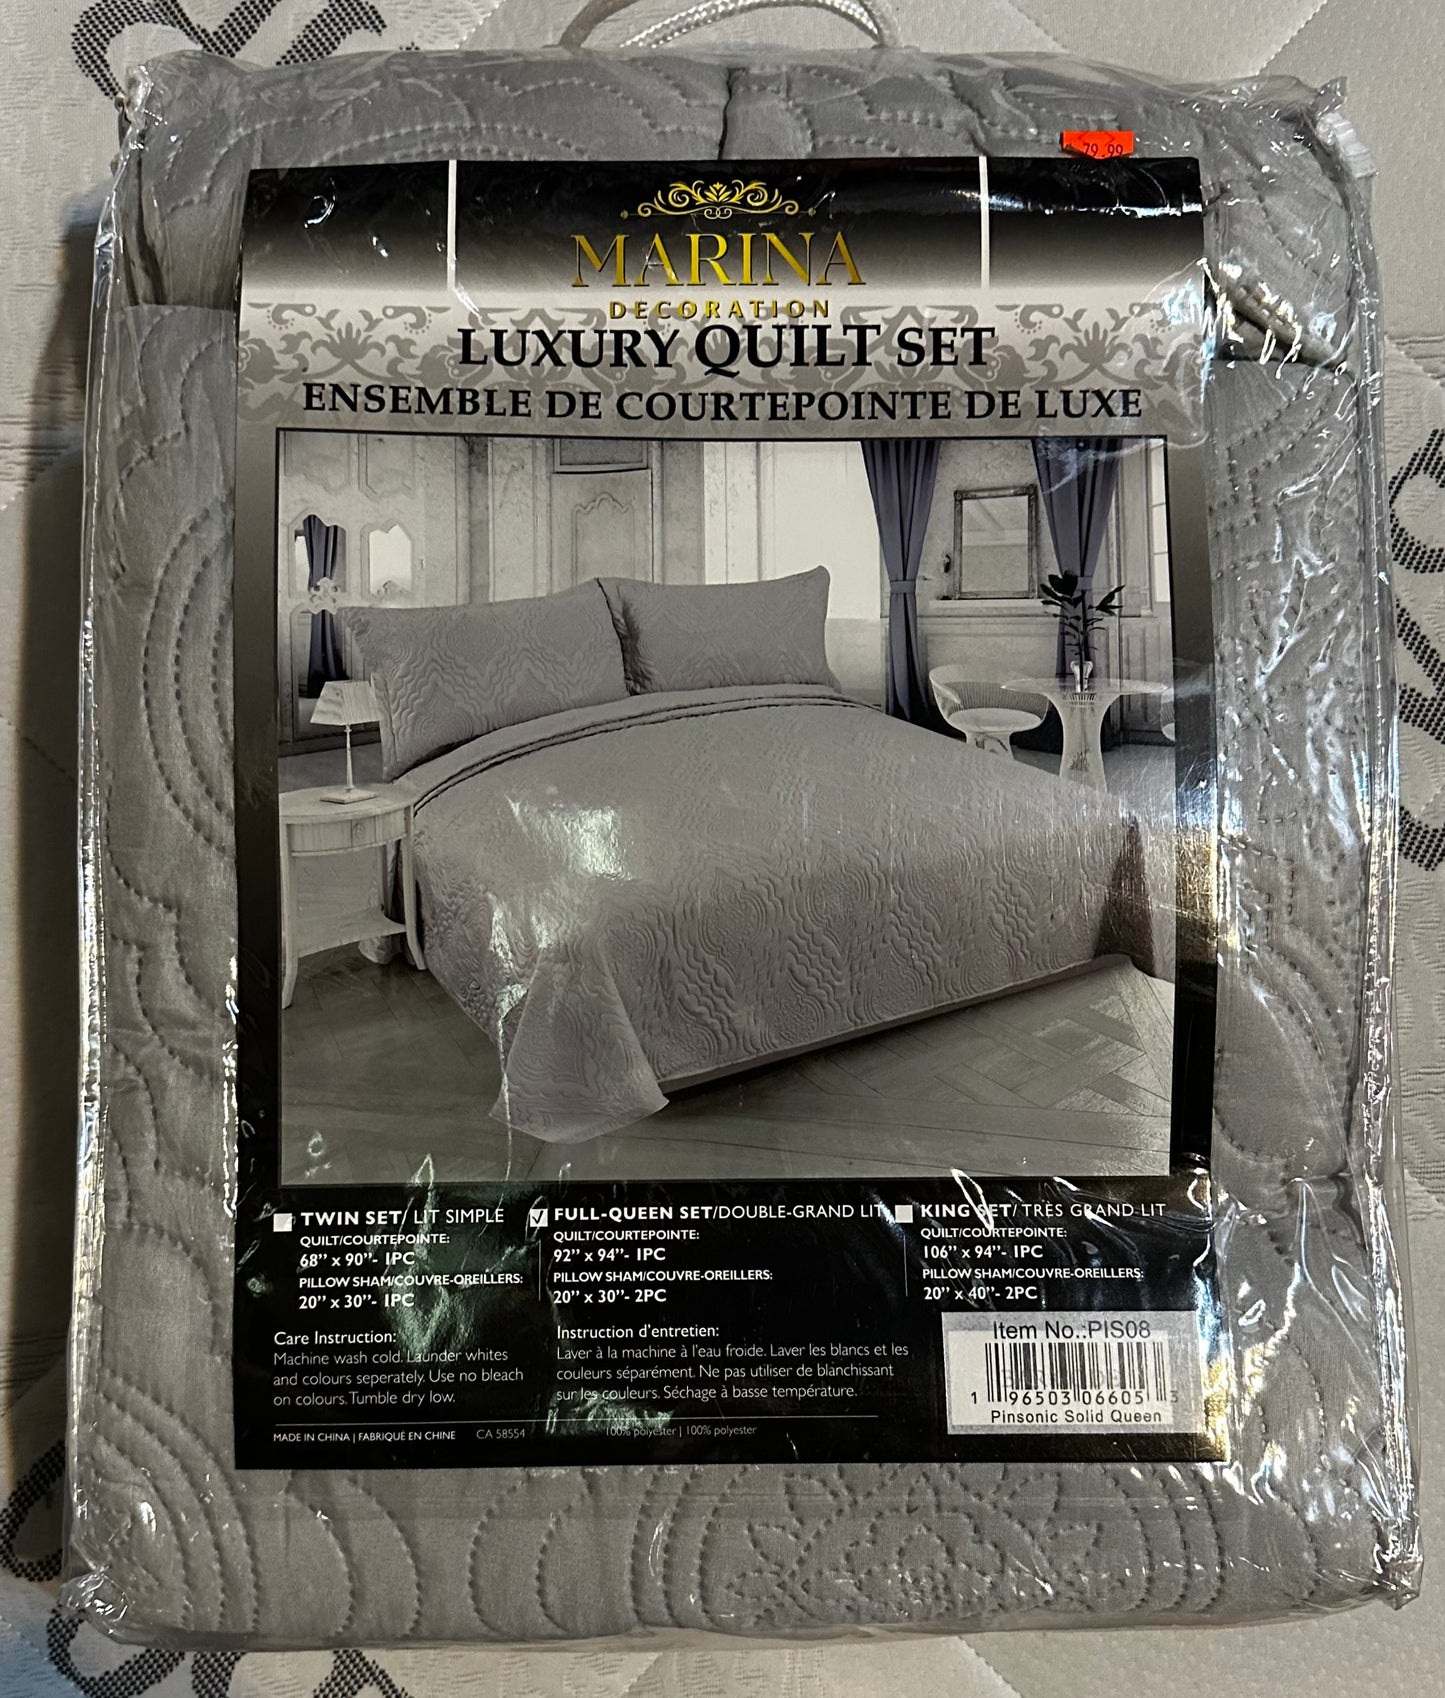 79.99
MARINA
DECORATION
LUXURY QUILT SET
ENSEMBLE DE COURTEPOINTE DE LUXE
TWIN SET/ LIT SIMPLE
QUILT/COURTEPOINTE:
68'' x 90''- 1PC
PILLOW SHAM/COUVRE-OREILLERS:
20'' x 30''- 1PC
FULL-QUEEN SET/DOUBLE-GRAND LIT
QUILT/COURTEPOINTE:
92'' x 94''- 1PC
PILLOW SHAM/COUVRE-OREILLERS:
20'' x 30''- 2PC
KING SET/ TRÈS GRAND LIT
QUILT/COURTEPOINTE:
106'' x 94''- 1PC
PILLOW SHAM/COUVRE-OREILLERS:
20'' x 40''- 2PC
Care Instruction:
Machine wash cold. Launder whites
and colours seperately. Use no bleach
on colours. Tumble dry low.
Instruction d'entretien:
Laver à la machine à l'eau froide. Laver les blancs et les
couleurs séparément. Ne pas utiliser de blanchissant
sur les couleurs. Séchage à basse température.
Item No.:PIS08
1 96503 06605 3
Pinsonic Solid Queen
MADE IN CHINA | FABRIQUÉ EN CHINE CA 58554
100% polyester | 100% polyester